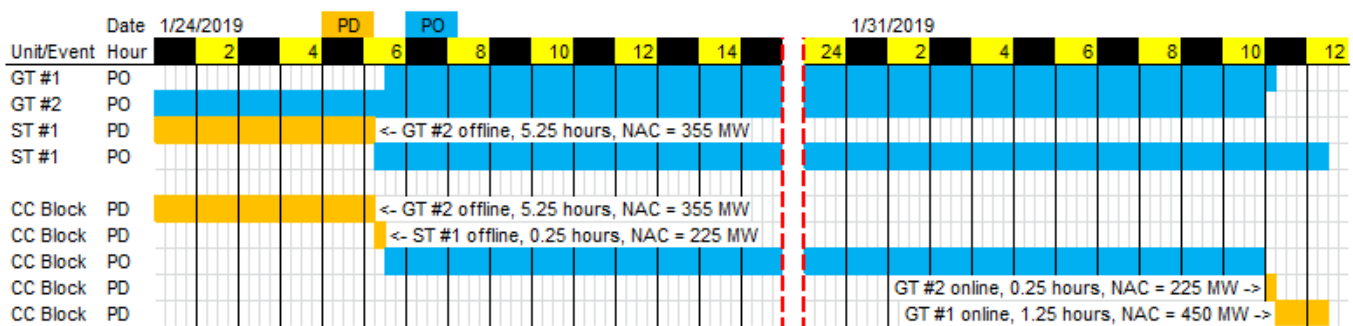 Date 1/24/2019 PD PO 1/31/2019
Unit/Event Hour 2 4 6 8 10 12 14 24 2 4 6 8 10 12
GT #1 PO
GT #2 PO
ST #1 PD <- GT #2 offline, 5.25 hours, NAC = 355 MW
ST #1 PO
CC Block PD <- GT #2 offline, 5.25 hours, NAC = 355 MW
CC Block PD <- ST #1 offline, 0.25 hours, NAC = 225 MW
CC Block PO
CC Block PD GT #2 online, 0.25 hours, NAC = 225 MW ->
CC Block PD GT #1 online, 1.25 hours, NAC = 450 MW ->